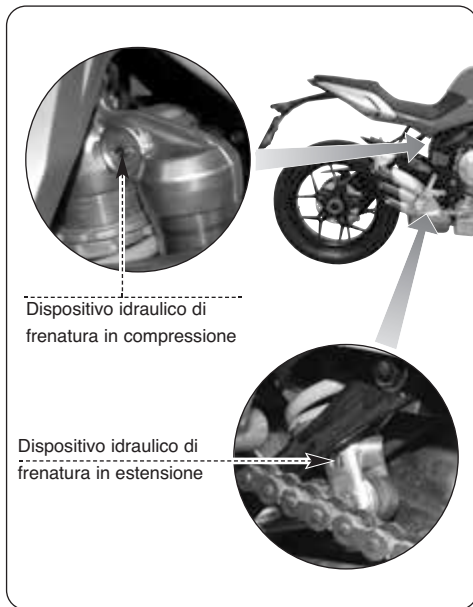 Dispositivo idraulico di
frenatura in compressione
Dispositivo idraulico di
frenatura in estensione